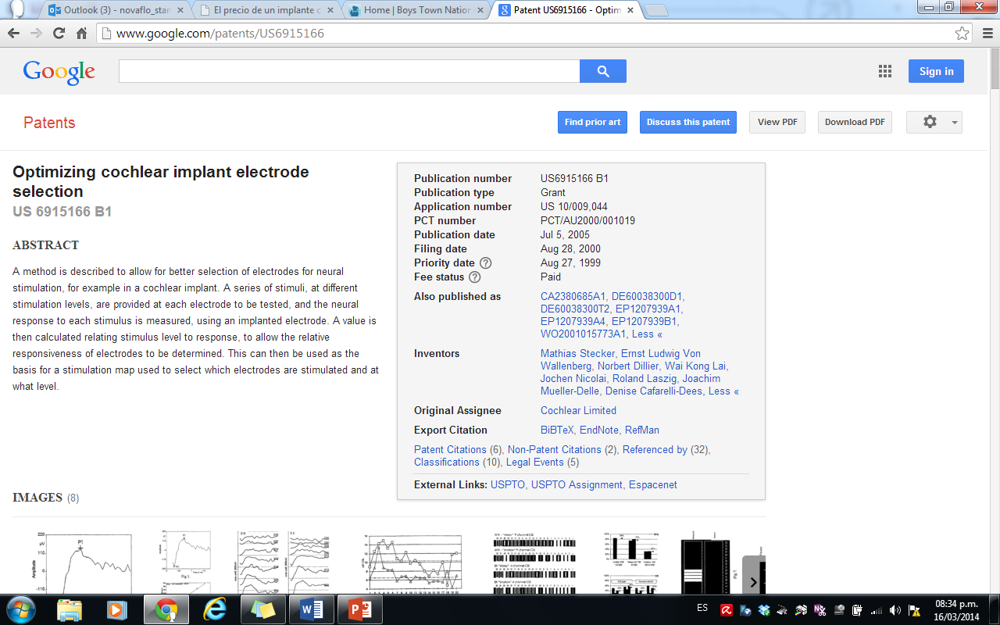 Outlook (3) - novaflo_star
El precio de un implante c
Home | Boys Town Nation
Patent US6915166 - Optim
www.google.com/patents/US6915166
Google
Sign in
Patents
Find prior art
Discuss this patent
View PDF
Download PDF
Optimizing cochlear implant electrode
selection
US 6915166 B1
ABSTRACT
A method is described to allow for better selection of electrodes for neural
stimulation, for example in a cochlear implant. A series of stimuli, at different
stimulation levels, are provided at each electrode to be tested, and the neural
response to each stimulus is measured, using an implanted electrode. A value is
then calculated relating stimulus level to response, to allow the relative
responsiveness of electrodes to be determined. This can then be used as the
basis for a stimulation map used to select which electrodes are stimulated and at
what level.
Publication number US6915166 B1
Publication type Grant
Application number US 10/009,044
PCT number PCT/AU2000/001019
Publication date Jul 5, 2005
Filing date Aug 28, 2000
Priority date ? Aug 27, 1999
Fee status ? Paid
Also published as CA2380685A1, DE60038300D1,
DE60038300T2, EP1207939A1,
EP1207939A4, EP1207939B1,
WO2001015773A1, Less «
Inventors Mathias Stecker, Ernst Ludwig Von
Wallenberg, Norbert Dillier, Wai Kong Lai,
Jochen Nicolai, Roland Laszig, Joachim
Mueller-Delle, Denise Cafarelli-Dees, Less «
Original Assignee Cochlear Limited
Export Citation BiBTeX, EndNote, RefMan
Patent Citations (6), Non-Patent Citations (2), Referenced by (32),
Classifications (10), Legal Events (5)
External Links: USPTO, USPTO Assignment, Espacenet
IMAGES (8)
220
P1
µV
110
Amplitude
-110
ES
08:34 p.m.
16/03/2014